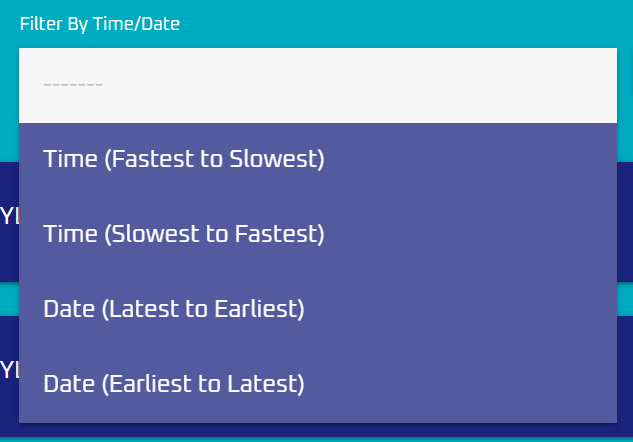 Filter By Time/Date
-------
Time (Fastest to Slowest)
Time (Slowest to Fastest)
Date (Latest to Earliest)
Date (Earliest to Latest)